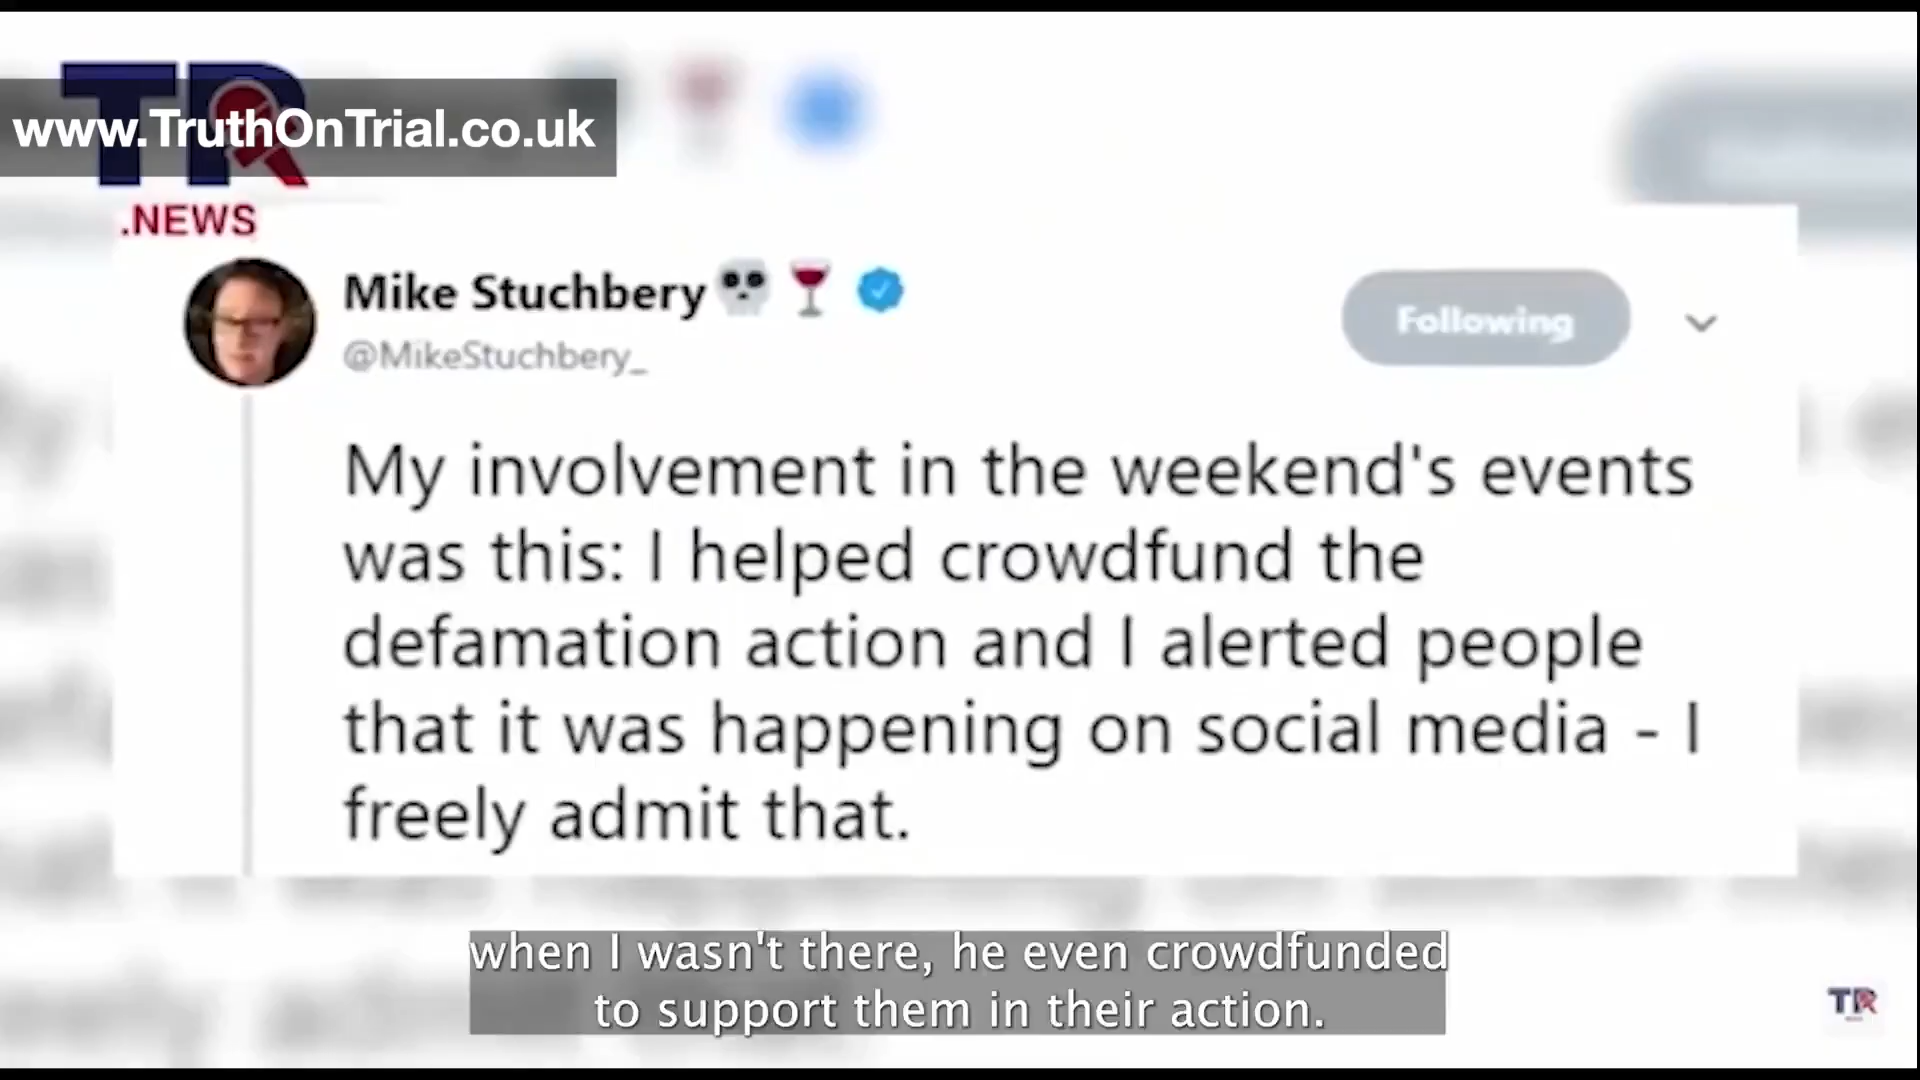 TR
www.TruthOnTrial.co.uk
.NEWS
Mike Stuchbery
@MikeStuchbery_
Following
My involvement in the weekend's events
was this: I helped crowdfund the
defamation action and I alerted people
that it was happening on social media - I
freely admit that.
when I wasn't there, he even crowdfunded
to support them in their action.
TR